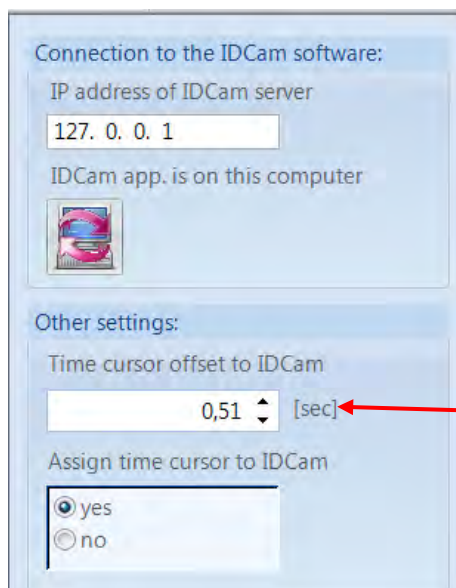 Connection to the IDCam software:
IP address of IDCam server
127. 0. 0. 1
IDCam app. is on this computer
Other settings:
Time cursor offset to IDCam
0,51 [sec]
Assign time cursor to IDCam
yes
no